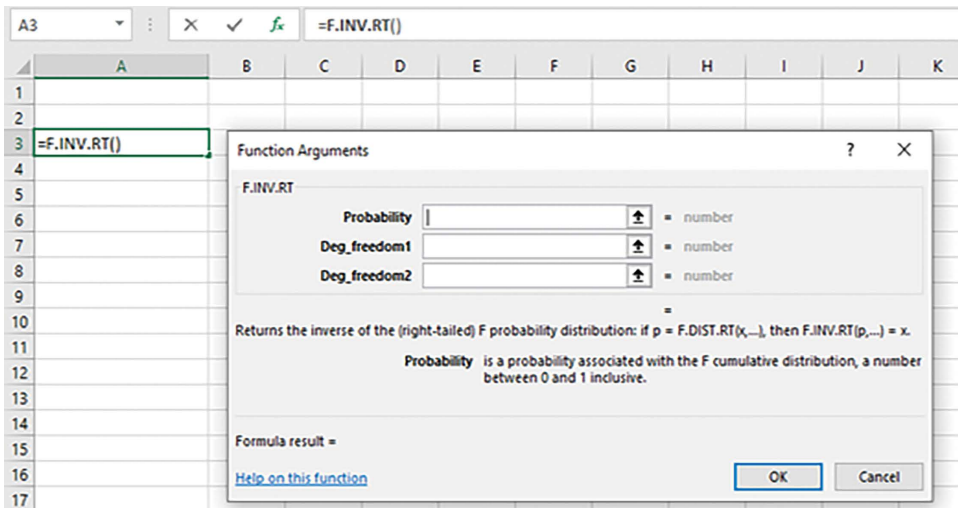 A3 =F.INV.RT()
A B C D E F G H I J K
1
2
3 =F.INV.RT()
4
5
6
7
8
9
10
11
12
13
14
15
16
17
Function Arguments ? ×
F.INV.RT
Probability = number
Deg_freedom1 = number
Deg_freedom2 = number
=
Returns the inverse of the (right-tailed) F probability distribution: if p = F.DIST.RT(x,...), then F.INV.RT(p,...) = x.
Probability is a probability associated with the F cumulative distribution, a number
between 0 and 1 inclusive.
Formula result =
Help on this function OK Cancel